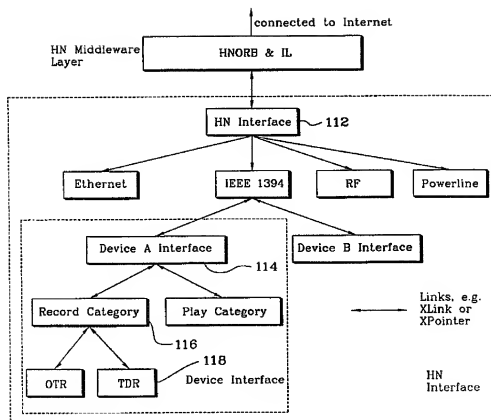 connected to Internet
HN Middleware
Layer
HNORB & IL
HN Interface
112
Ethernet
IEEE 1394
RF
Powerline
Device A Interface
Device B Interface
114
Record Category
Play Category
Links, e.g.
XLink or
XPointer
116
118
OTR
TDR
Device Interface
HN
Interface